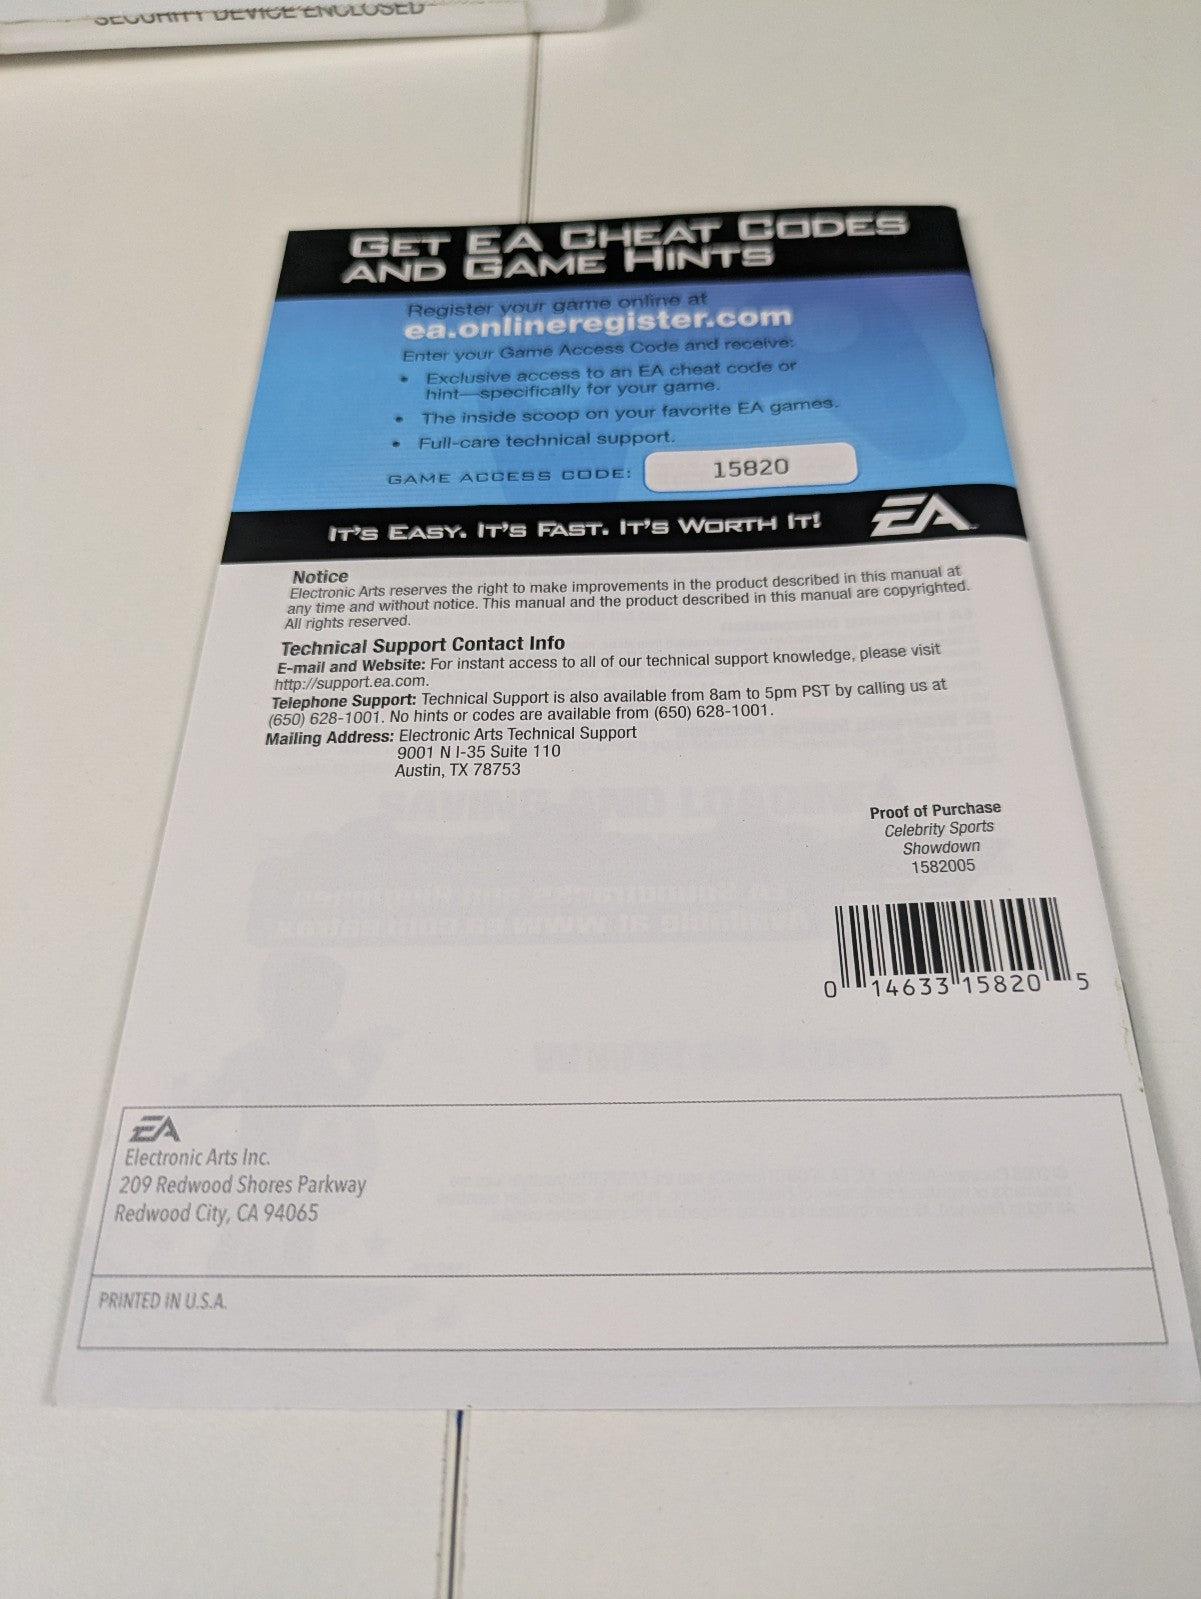 SECURITY DEVICE ENCLOSED
GET EA CHEAT CODES
AND GAME HINTS
Register your game online at
ea.onlineregister.com
Enter your Game Access Code and receive:
• Exclusive access to an EA cheat code or
hint—specifically for your game.
• The inside scoop on your favorite EA games.
• Full-care technical support.
GAME ACCESS CODE: 15820
IT'S EASY. IT'S FAST. IT'S WORTH IT! EA
Notice
Electronic Arts reserves the right to make improvements in the product described in this manual at
any time and without notice. This manual and the product described in this manual are copyrighted.
All rights reserved.
Technical Support Contact Info
E-mail and Website: For instant access to all of our technical support knowledge, please visit
http://support.ea.com.
Telephone Support: Technical Support is also available from 8am to 5pm PST by calling us at
(650) 628-1001. No hints or codes are available from (650) 628-1001.
Mailing Address: Electronic Arts Technical Support
9001 N I-35 Suite 110
Austin, TX 78753
Proof of Purchase
Celebrity Sports
Showdown
1582005
0 14633 15820 5
EA
Electronic Arts Inc.
209 Redwood Shores Parkway
Redwood City, CA 94065
PRINTED IN U.S.A.